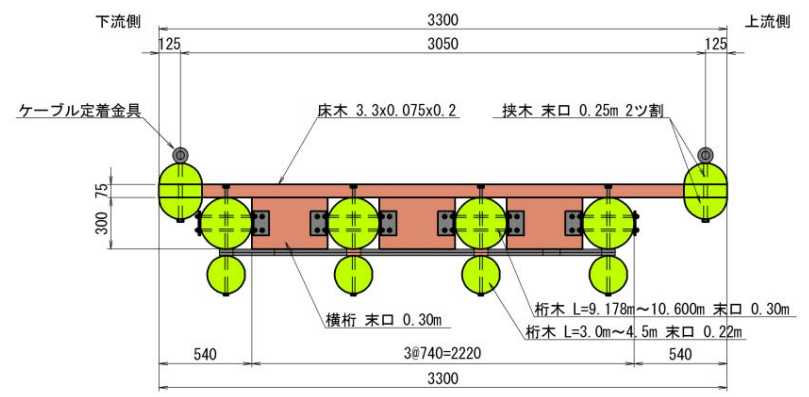 下流側
3300
上流側
125
3050
125
ケーブル定着金具
床木 3.3x0.075x0.2
挟木 末口 0.25m 2ツ割
75
300
横桁 末口 0.30m
桁木 L=9.178m～10.600m 末口 0.30m
桁木 L=3.0m～4.5m 末口 0.22m
540
3@740=2220
540
3300